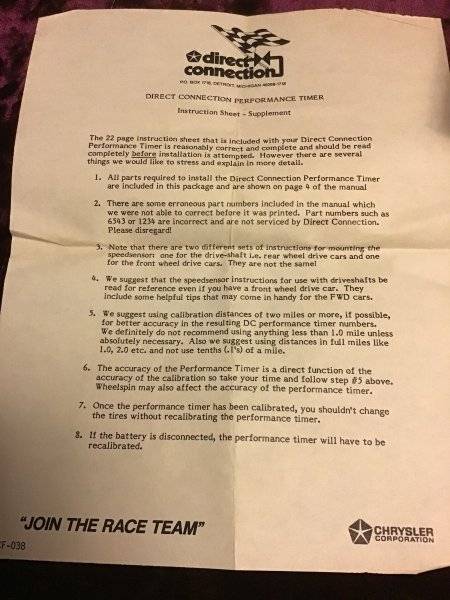 direct
connection
P.O. BOX 1718, DETROIT, MICHIGAN 48288-1718
DIRECT CONNECTION PERFORMANCE TIMER
Instruction Sheet - Supplement
The 22 page instruction sheet that is included with your Direct Connection
Performance Timer is reasonably correct and complete and should be read
completely before installation is attempted. However there are several
things we would like to stress and explain in more detail.
1. All parts required to install the Direct Connection Performance Timer
are included in this package and are shown on page 4 of the manual
2. There are some erroneous part numbers included in the manual which
we were not able to correct before it was printed. Part numbers such as
6543 or 1234 are incorrect and are not serviced by Direct Connection.
Please disregard!
3. Note that there are two different sets of instructions for mounting the
speedsensor: one for the drive-shaft i.e. rear wheel drive cars and one
for the front wheel drive cars. They are not the same!
4. We suggest that the speedsensor instructions for use with driveshafts be
read for reference even if you have a front wheel drive car. They
include some helpful tips that may come in handy for the FWD cars.
5. We suggest using calibration distances of two miles or more, if possible,
for better accuracy in the resulting DC performance timer numbers.
We definitely do not recommend using anything less than 1.0 mile unless
absolutely necessary. Also we suggest using distances in full miles like
1.0, 2.0 etc. and not use tenths (.1's) of a mile.
6. The accuracy of the Performance Timer is a direct function of the
accuracy of the calibration so take your time and follow step #5 above.
Wheelspin may also affect the accuracy of the performance timer.
7. Once the performance timer has been calibrated, you shouldn't change
the tires without recalibrating the performance timer.
8. If the battery is disconnected, the performance timer will have to be
recalibrated.
"JOIN THE RACE TEAM"
CHRYSLER
CORPORATION
F-038